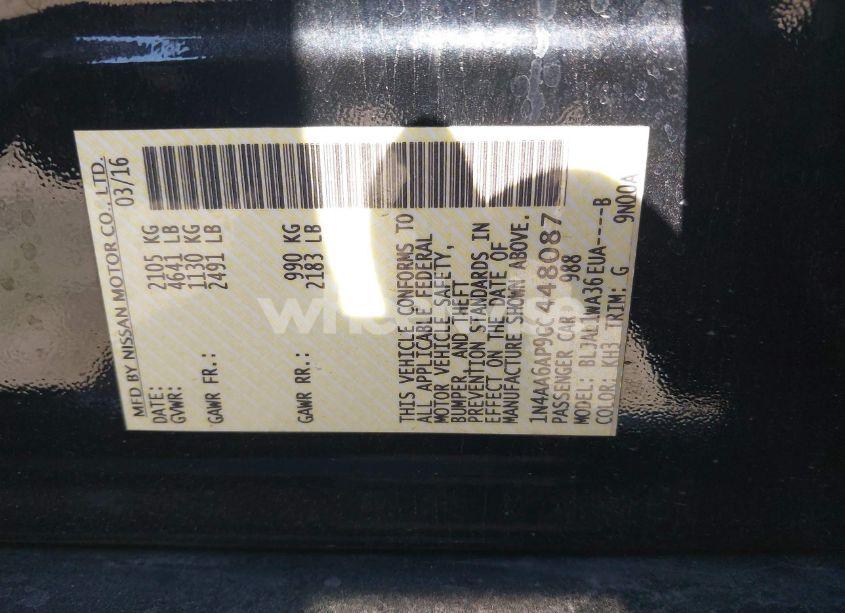 MFD BY NISSAN MOTOR CO., LTD.
DATE: 03/16
GVWR: 2105 KG
4641 LB
GAWR FR.: 1130 KG
2491 LB
GAWR RR.: 990 KG
2183 LB
THIS VEHICLE CONFORMS TO
ALL APPLICABLE FEDERAL
MOTOR VEHICLE SAFETY,
BUMPER, AND THEFT
PREVENTION STANDARDS IN
EFFECT ON THE DATE OF
MANUFACTURE SHOWN ABOVE.
1N4AA6AP9GC448087
PASSENGER CAR 988
MODEL: BLJALLWA36EUA----B
COLOR: KH3 TRIM: G 9N00A